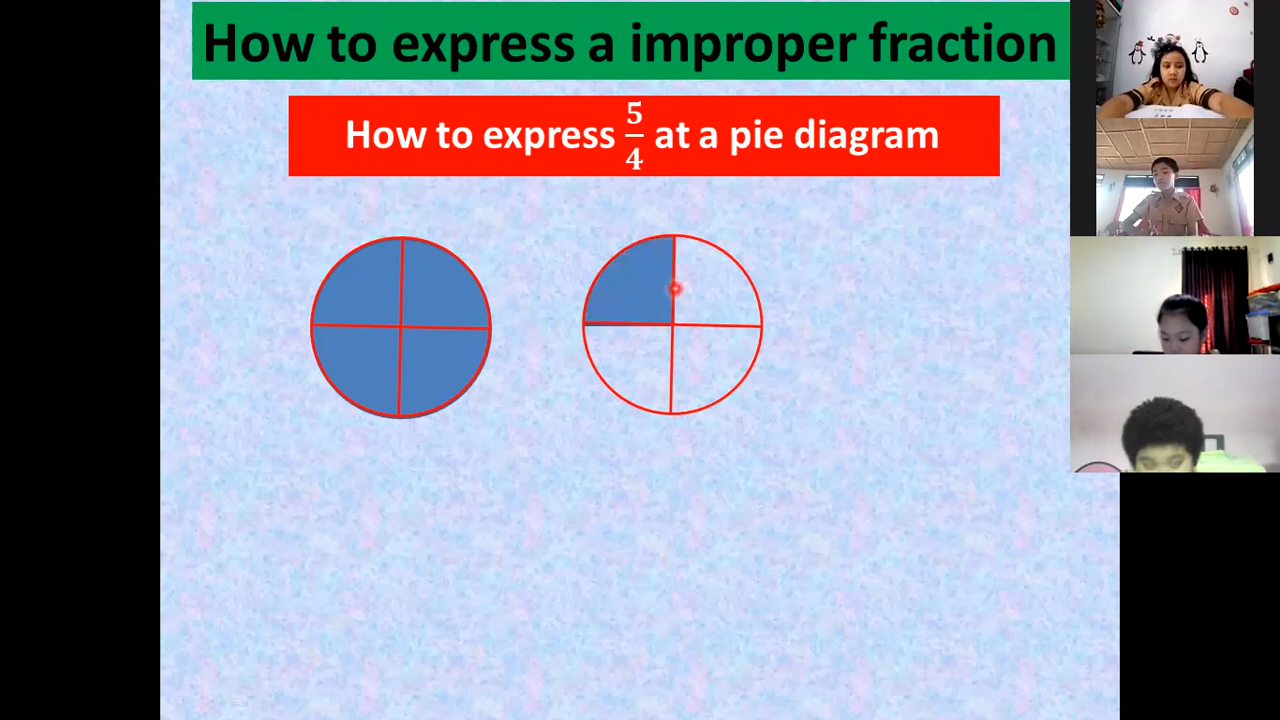 How to express a improper fraction
How to express 5/4 at a pie diagram